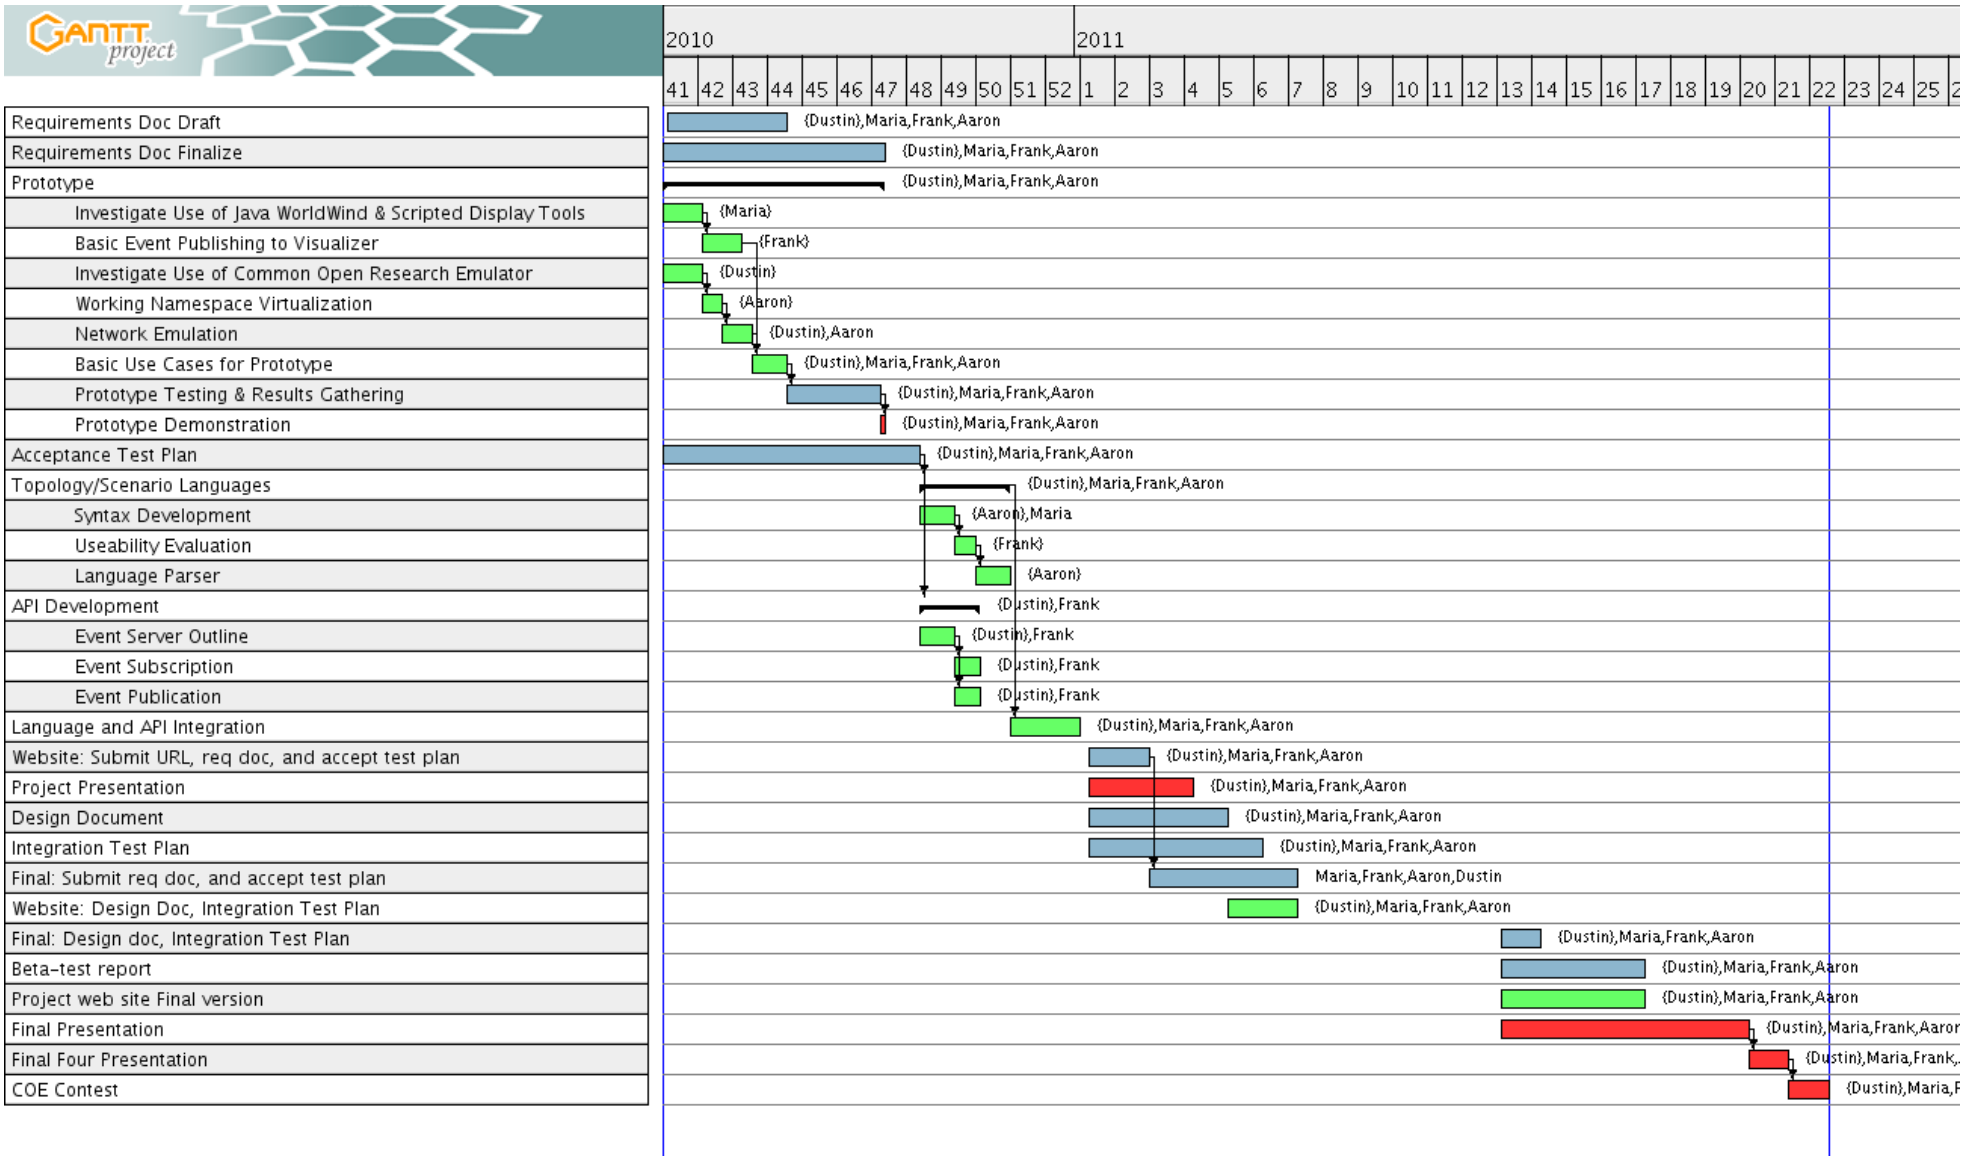 GANTT
project
2010 2011
41 42 43 44 45 46 47 48 49 50 51 52 1 2 3 4 5 6 7 8 9 10 11 12 13 14 15 16 17 18 19 20 21 22 23 24 25 2
Requirements Doc Draft {Dustin},Maria,Frank,Aaron
Requirements Doc Finalize {Dustin},Maria,Frank,Aaron
Prototype {Dustin},Maria,Frank,Aaron
Investigate Use of Java WorldWind & Scripted Display Tools {Maria}
Basic Event Publishing to Visualizer {Frank}
Investigate Use of Common Open Research Emulator {Dustin}
Working Namespace Virtualization {Aaron}
Network Emulation {Dustin},Aaron
Basic Use Cases for Prototype {Dustin},Maria,Frank,Aaron
Prototype Testing & Results Gathering {Dustin},Maria,Frank,Aaron
Prototype Demonstration {Dustin},Maria,Frank,Aaron
Acceptance Test Plan {Dustin},Maria,Frank,Aaron
Topology/Scenario Languages {Dustin},Maria,Frank,Aaron
Syntax Development {Aaron},Maria
Useability Evaluation {Frank}
Language Parser {Aaron}
API Development {Dustin},Frank
Event Server Outline {Dustin},Frank
Event Subscription {Dustin},Frank
Event Publication {Dustin},Frank
Language and API Integration {Dustin},Maria,Frank,Aaron
Website: Submit URL, req doc, and accept test plan {Dustin},Maria,Frank,Aaron
Project Presentation {Dustin},Maria,Frank,Aaron
Design Document {Dustin},Maria,Frank,Aaron
Integration Test Plan {Dustin},Maria,Frank,Aaron
Final: Submit req doc, and accept test plan Maria,Frank,Aaron,Dustin
Website: Design Doc, Integration Test Plan {Dustin},Maria,Frank,Aaron
Final: Design doc, Integration Test Plan {Dustin},Maria,Frank,Aaron
Beta-test report {Dustin},Maria,Frank,Aaron
Project web site Final version {Dustin},Maria,Frank,Aaron
Final Presentation {Dustin},Maria,Frank,Aaron
Final Four Presentation {Dustin},Maria,Frank,
COE Contest {Dustin},Maria,F